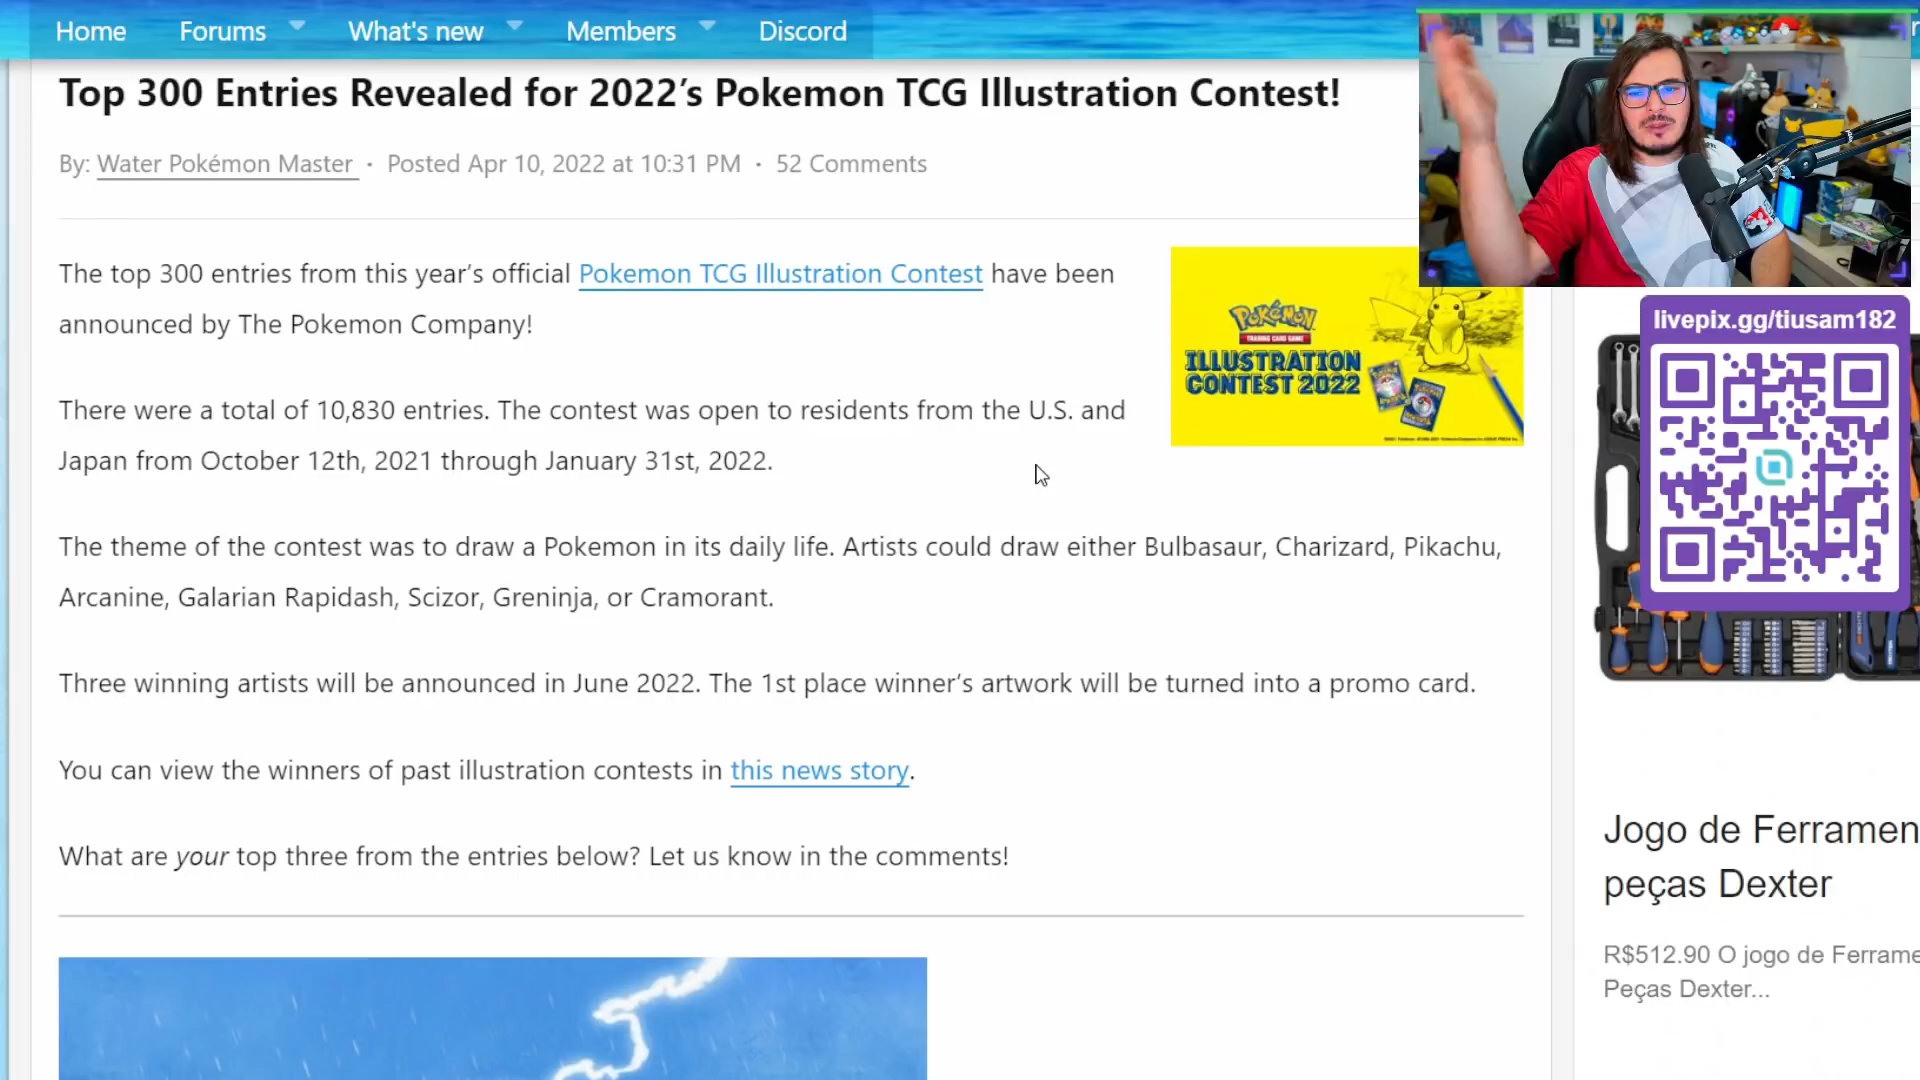 Home Forums What's new Members Discord
Top 300 Entries Revealed for 2022’s Pokemon TCG Illustration Contest!
By: Water Pokémon Master · Posted Apr 10, 2022 at 10:31 PM · 52 Comments
The top 300 entries from this year’s official Pokemon TCG Illustration Contest have been
announced by The Pokemon Company!
There were a total of 10,830 entries. The contest was open to residents from the U.S. and
Japan from October 12th, 2021 through January 31st, 2022.
The theme of the contest was to draw a Pokemon in its daily life. Artists could draw either Bulbasaur, Charizard, Pikachu,
Arcanine, Galarian Rapidash, Scizor, Greninja, or Cramorant.
Three winning artists will be announced in June 2022. The 1st place winner’s artwork will be turned into a promo card.
You can view the winners of past illustration contests in this news story.
What are your top three from the entries below? Let us know in the comments!
POKéMON
TRADING CARD GAME
ILLUSTRATION
CONTEST 2022
livepix.gg/tiusam182
Jogo de Ferramen
peças Dexter
R$512.90 O jogo de Ferrame
Peças Dexter...